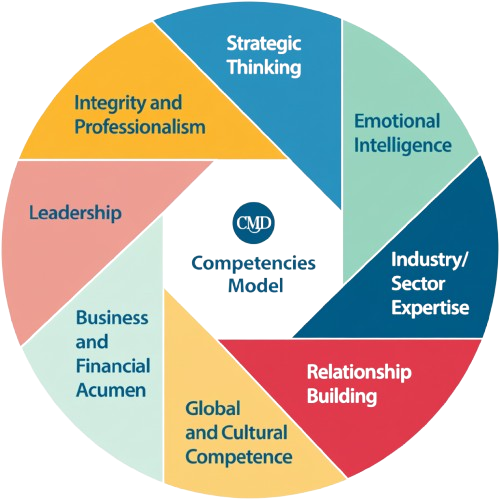 Strategic
Thinking
Emotional
Intelligence
Industry/
Sector
Expertise
Relationship
Building
Global
and Cultural
Competence
Business
and
Financial
Acumen
Leadership
Integrity and
Professionalism
CMD
Competencies
Model